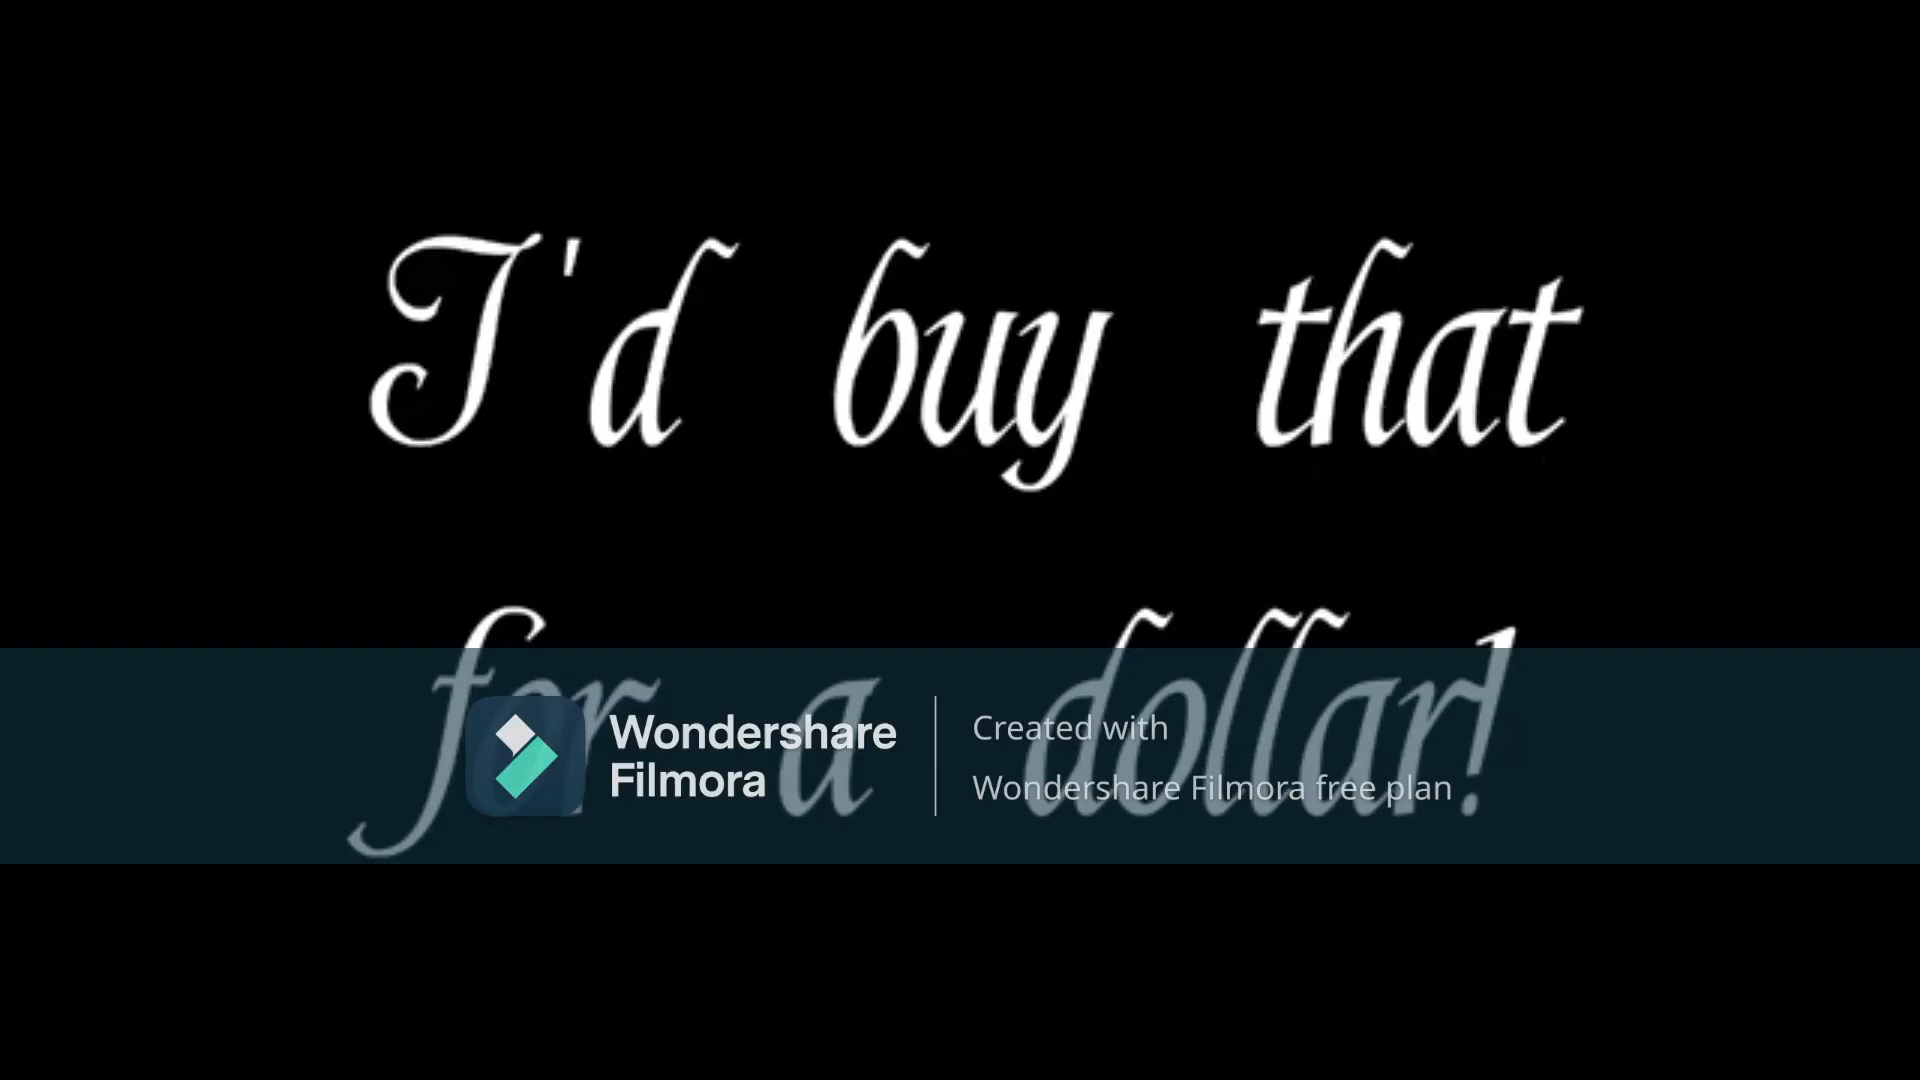 I'd buy that
for a dollar!
Wondershare
Filmora
Created with
Wondershare Filmora free plan